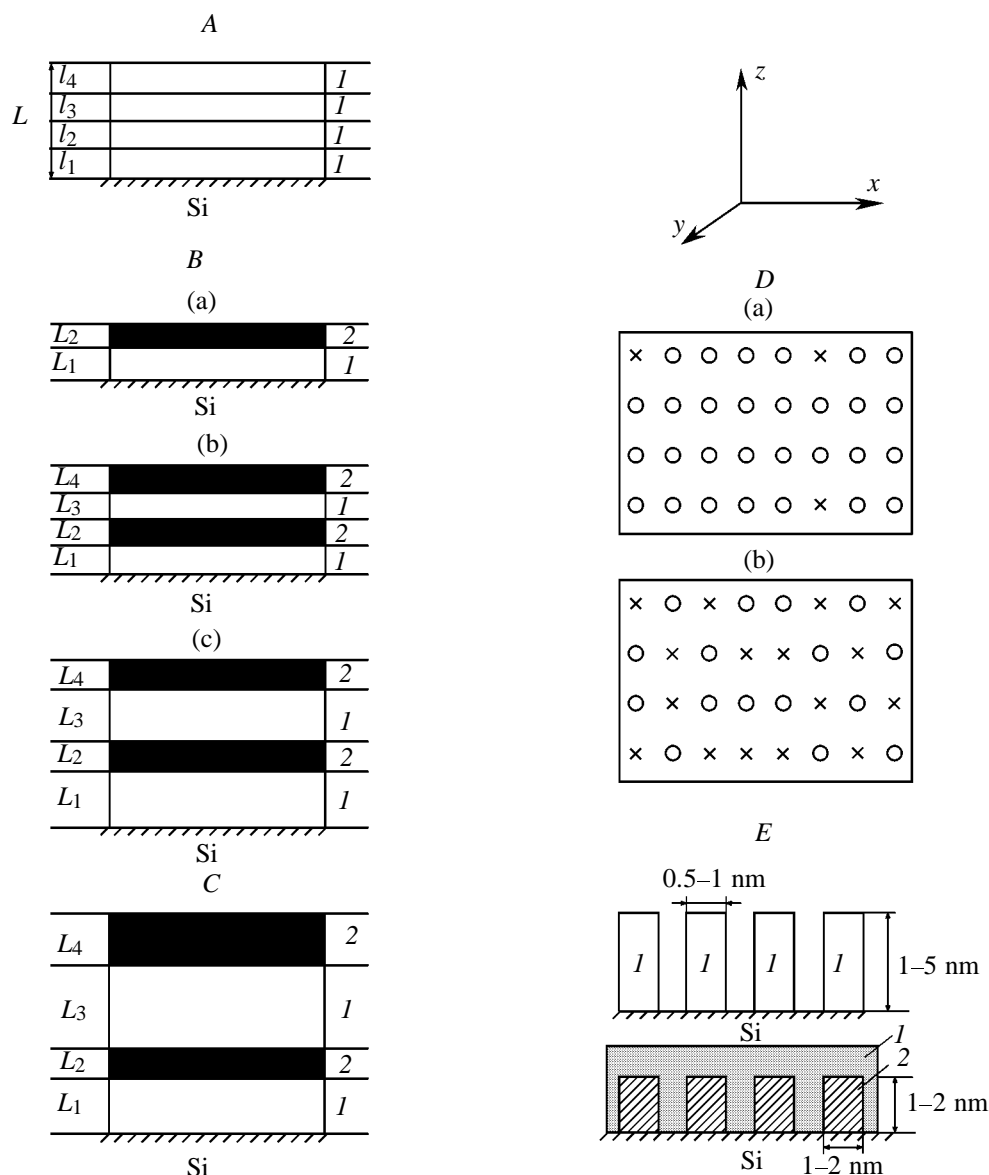 A
l4 1
l3 1
L
l2 1
l1 1
Si
B
(a)
L2 2
L1 1
Si
(b)
L4 2
L3 1
L2 2
L1 1
Si
(c)
L4 2
L3 1
L2 2
L1 1
Si
C
L4 2
L3 1
L2 2
L1 1
Si
z
x
y
D
(a)
(b)
E
0.5–1 nm
1 1 1 1
1–5 nm
Si
1
2
1–2 nm
Si
1–2 nm